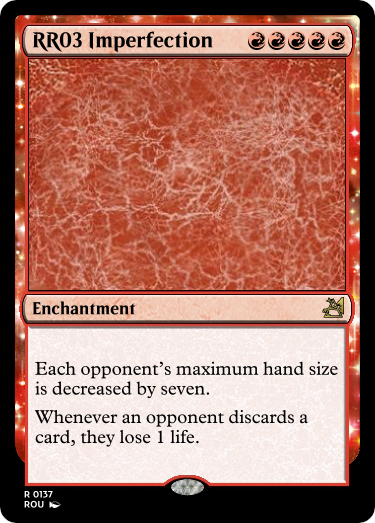 RR03 Imperfection
Enchantment
Each opponent's maximum hand size
is decreased by seven.
Whenever an opponent discards a
card, they lose 1 life.
R 0137
ROU